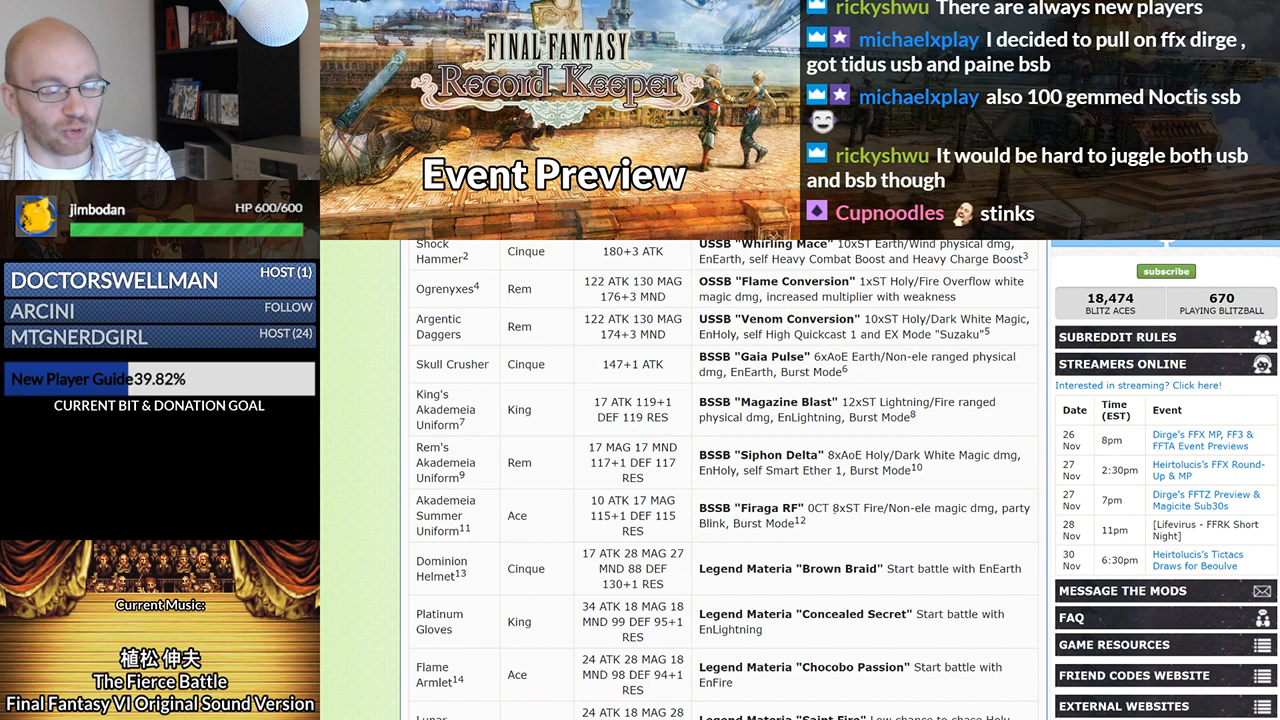 FINAL FANTASY
Record Keeper
Event Preview
rickyshwu There are always new players
michaelxplay I decided to pull on ffx dirge ,
got tidus usb and paine bsb
michaelxplay also 100 gemmed Noctis ssb
rickyshwu It would be hard to juggle both usb
and bsb though
Cupnoodles stinks
jimbodan HP 600/600
DOCTORSWELLMAN HOST (1)
ARCINI FOLLOW
MTGNERDGIRL HOST (24)
New Player Guide39.82%
CURRENT BIT & DONATION GOAL
Current Music:
植松 伸夫
The Fierce Battle
Final Fantasy VI Original Sound Version
Shock
Hammer2
Cinque
180+3 ATK
USSB "Whirling Mace" 10xST Earth/Wind physical dmg,
EnEarth, self Heavy Combat Boost and Heavy Charge Boost3
Ogrenyxes4
Rem
122 ATK 130 MAG
176+3 MND
OSSB "Flame Conversion" 1xST Holy/Fire Overflow white
magic dmg, increased multiplier with weakness
Argentic
Daggers
Rem
122 ATK 130 MAG
174+3 MND
USSB "Venom Conversion" 10xST Holy/Dark White Magic,
EnHoly, self High Quickcast 1 and EX Mode "Suzaku"5
Skull Crusher
Cinque
147+1 ATK
BSSB "Gaia Pulse" 6xAoE Earth/Non-ele ranged physical
dmg, EnEarth, Burst Mode6
King's
Akademeia
Uniform7
King
17 ATK 119+1
DEF 119 RES
BSSB "Magazine Blast" 12xST Lightning/Fire ranged
physical dmg, EnLightning, Burst Mode8
Rem's
Akademeia
Uniform9
Rem
17 MAG 17 MND
117+1 DEF 117
RES
BSSB "Siphon Delta" 8xAoE Holy/Dark White Magic dmg,
EnHoly, self Smart Ether 1, Burst Mode10
Akademeia
Summer
Uniform11
Ace
10 ATK 17 MAG
115+1 DEF 115
RES
BSSB "Firaga RF" 0CT 8xST Fire/Non-ele magic dmg, party
Blink, Burst Mode12
Dominion
Helmet13
Cinque
17 ATK 28 MAG 27
MND 88 DEF
130+1 RES
Legend Materia "Brown Braid" Start battle with EnEarth
Platinum
Gloves
King
34 ATK 18 MAG 18
MND 99 DEF 95+1
RES
Legend Materia "Concealed Secret" Start battle with
EnLightning
Flame
Armlet14
Ace
24 ATK 28 MAG 18
MND 98 DEF 94+1
RES
Legend Materia "Chocobo Passion" Start battle with
EnFire
Lunar
24 ATK 18 MAG 28
Legend Materia "Saint Fire" Low chance to chase Holy
subscribe
18,474
BLITZ ACES
670
PLAYING BLITZBALL
SUBREDDIT RULES
STREAMERS ONLINE
Interested in streaming? Click here!
Date
Time
(EST)
Event
26
Nov
8pm
Dirge's FFX MP, FF3 &
FFTA Event Previews
27
Nov
2:30pm
Heirtolucis's FFX Round-
Up & MP
27
Nov
7pm
Dirge's FFTZ Preview &
Magicite Sub30s
28
Nov
11pm
[Lifevirus - FFRK Short
Night]
30
Nov
6:30pm
Heirtolucis's Tictacs
Draws for Beoulve
MESSAGE THE MODS
FAQ
GAME RESOURCES
FRIEND CODES WEBSITE
EXTERNAL WEBSITES